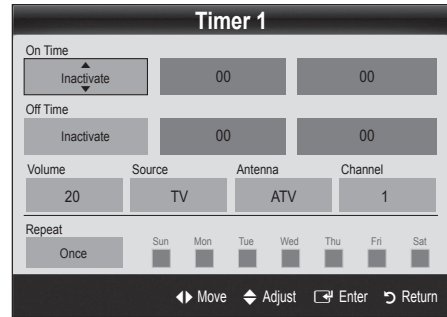 Timer 1
On Time
Inactivate 00 00
Off Time
Inactivate 00 00
Volume Source Antenna Channel
20 TV ATV 1
Repeat
Once Sun Mon Tue Wed Thu Fri Sat
Move Adjust Enter Return